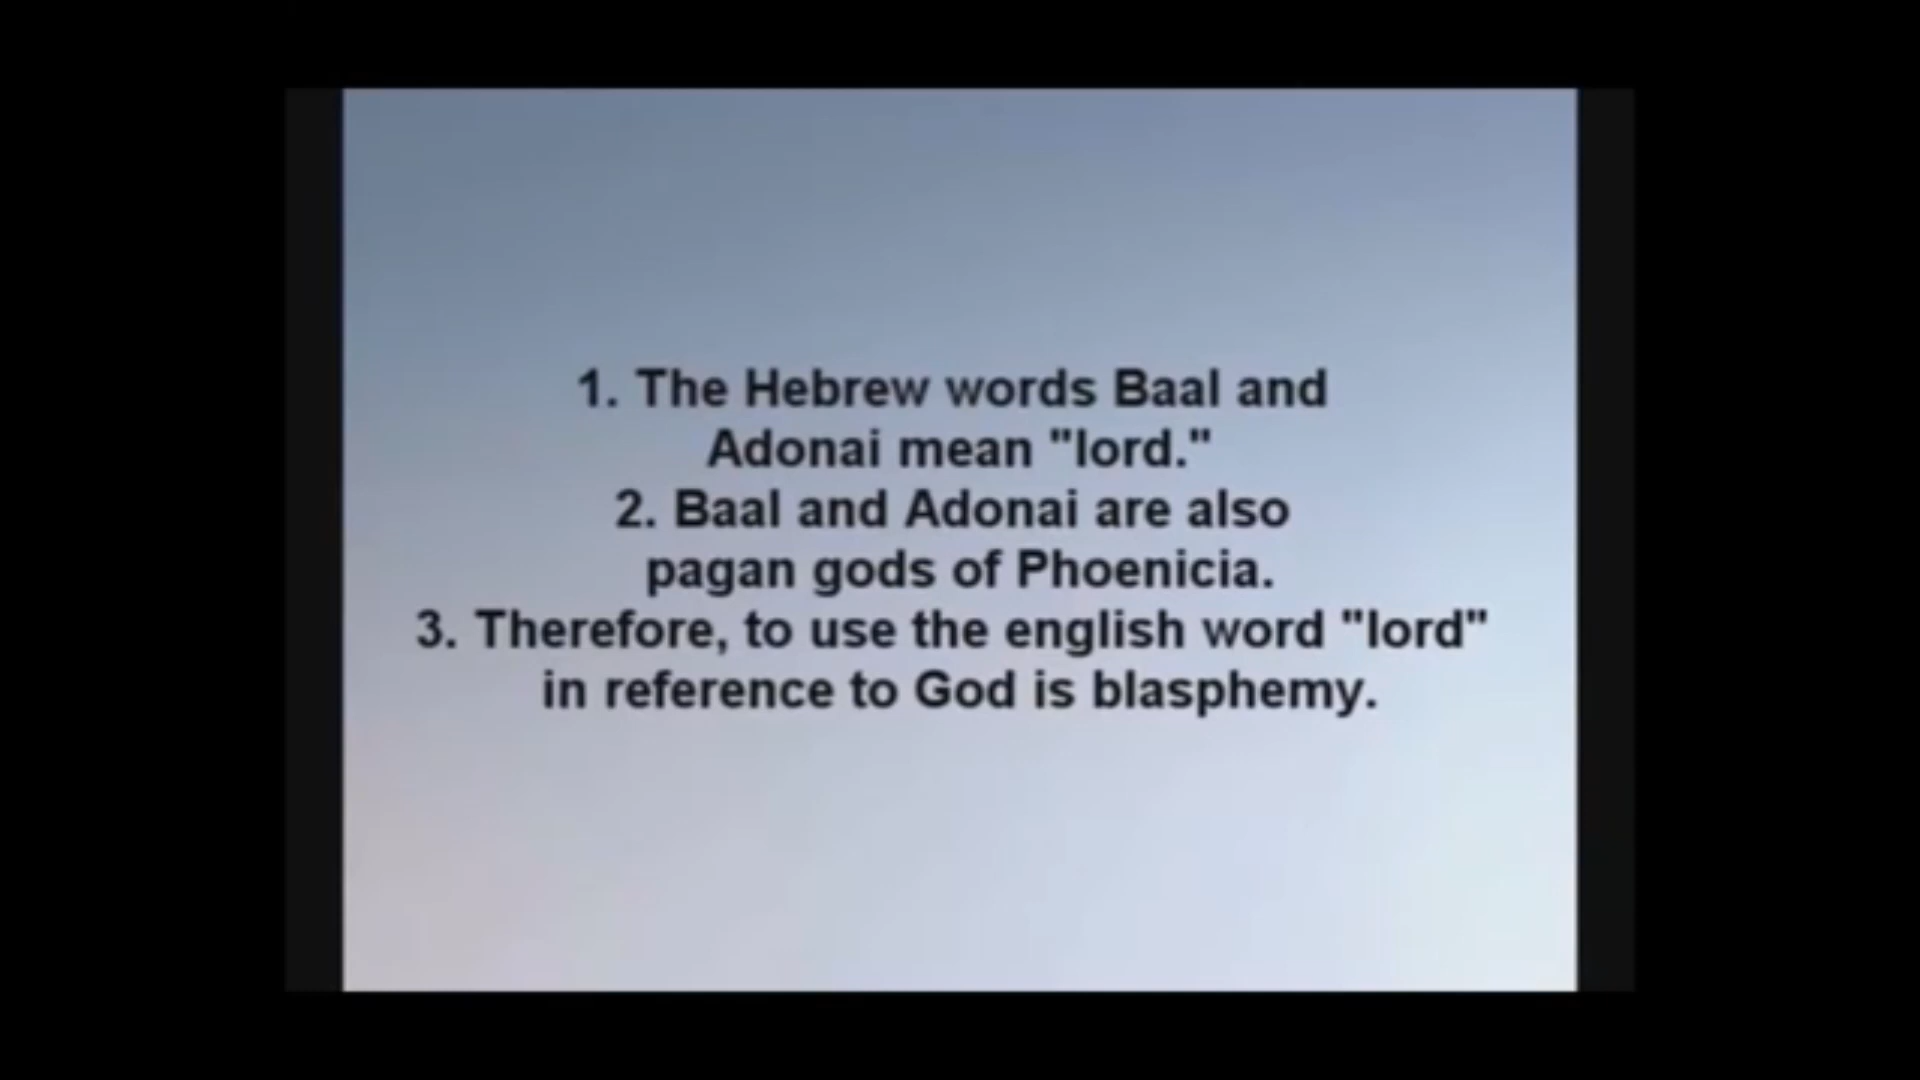 1. The Hebrew words Baal and
Adonai mean "lord."
2. Baal and Adonai are also
pagan gods of Phoenicia.
3. Therefore, to use the english word "lord"
in reference to God is blasphemy.